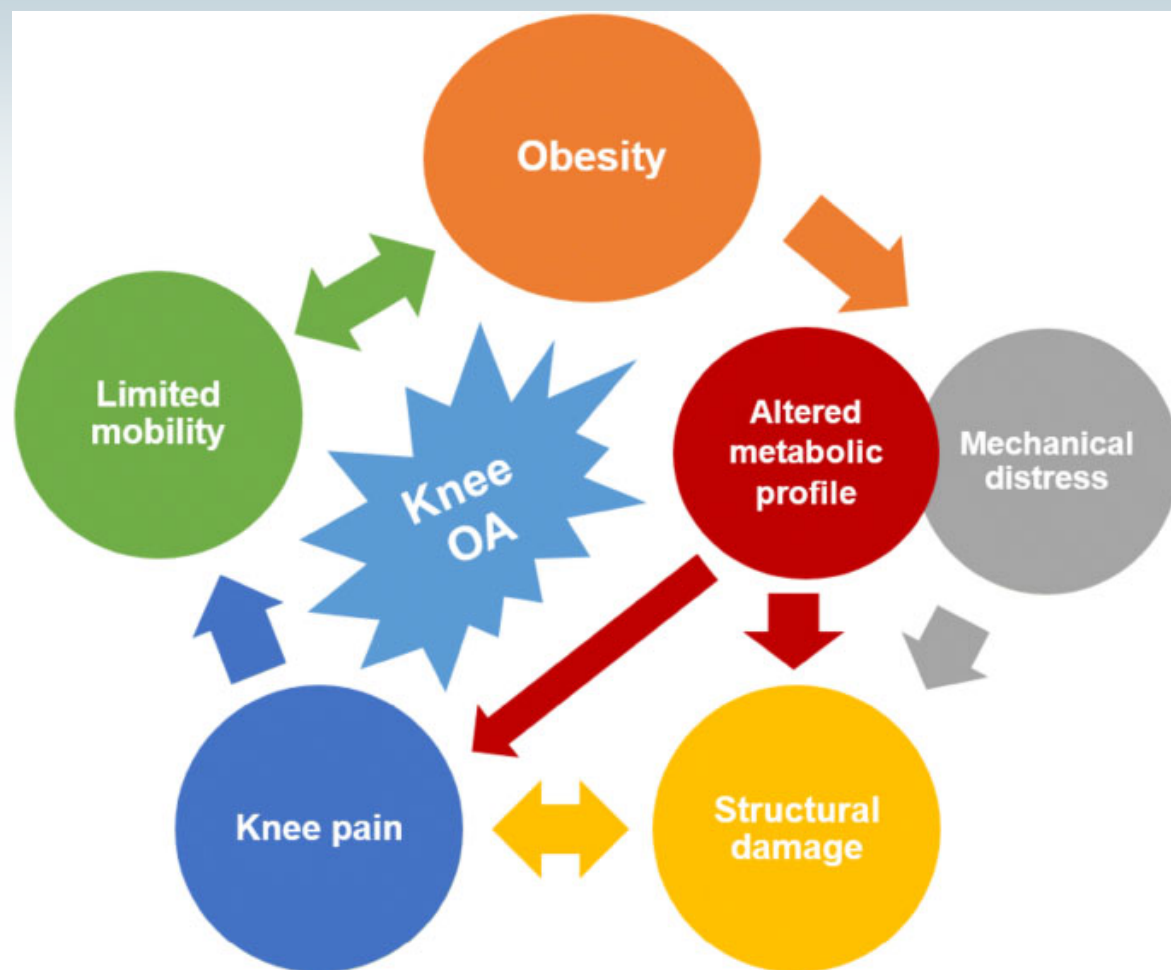 Obesity
Limited
mobility
Altered
metabolic
profile
Mechanical
distress
Knee
OA
Knee pain
Structural
damage